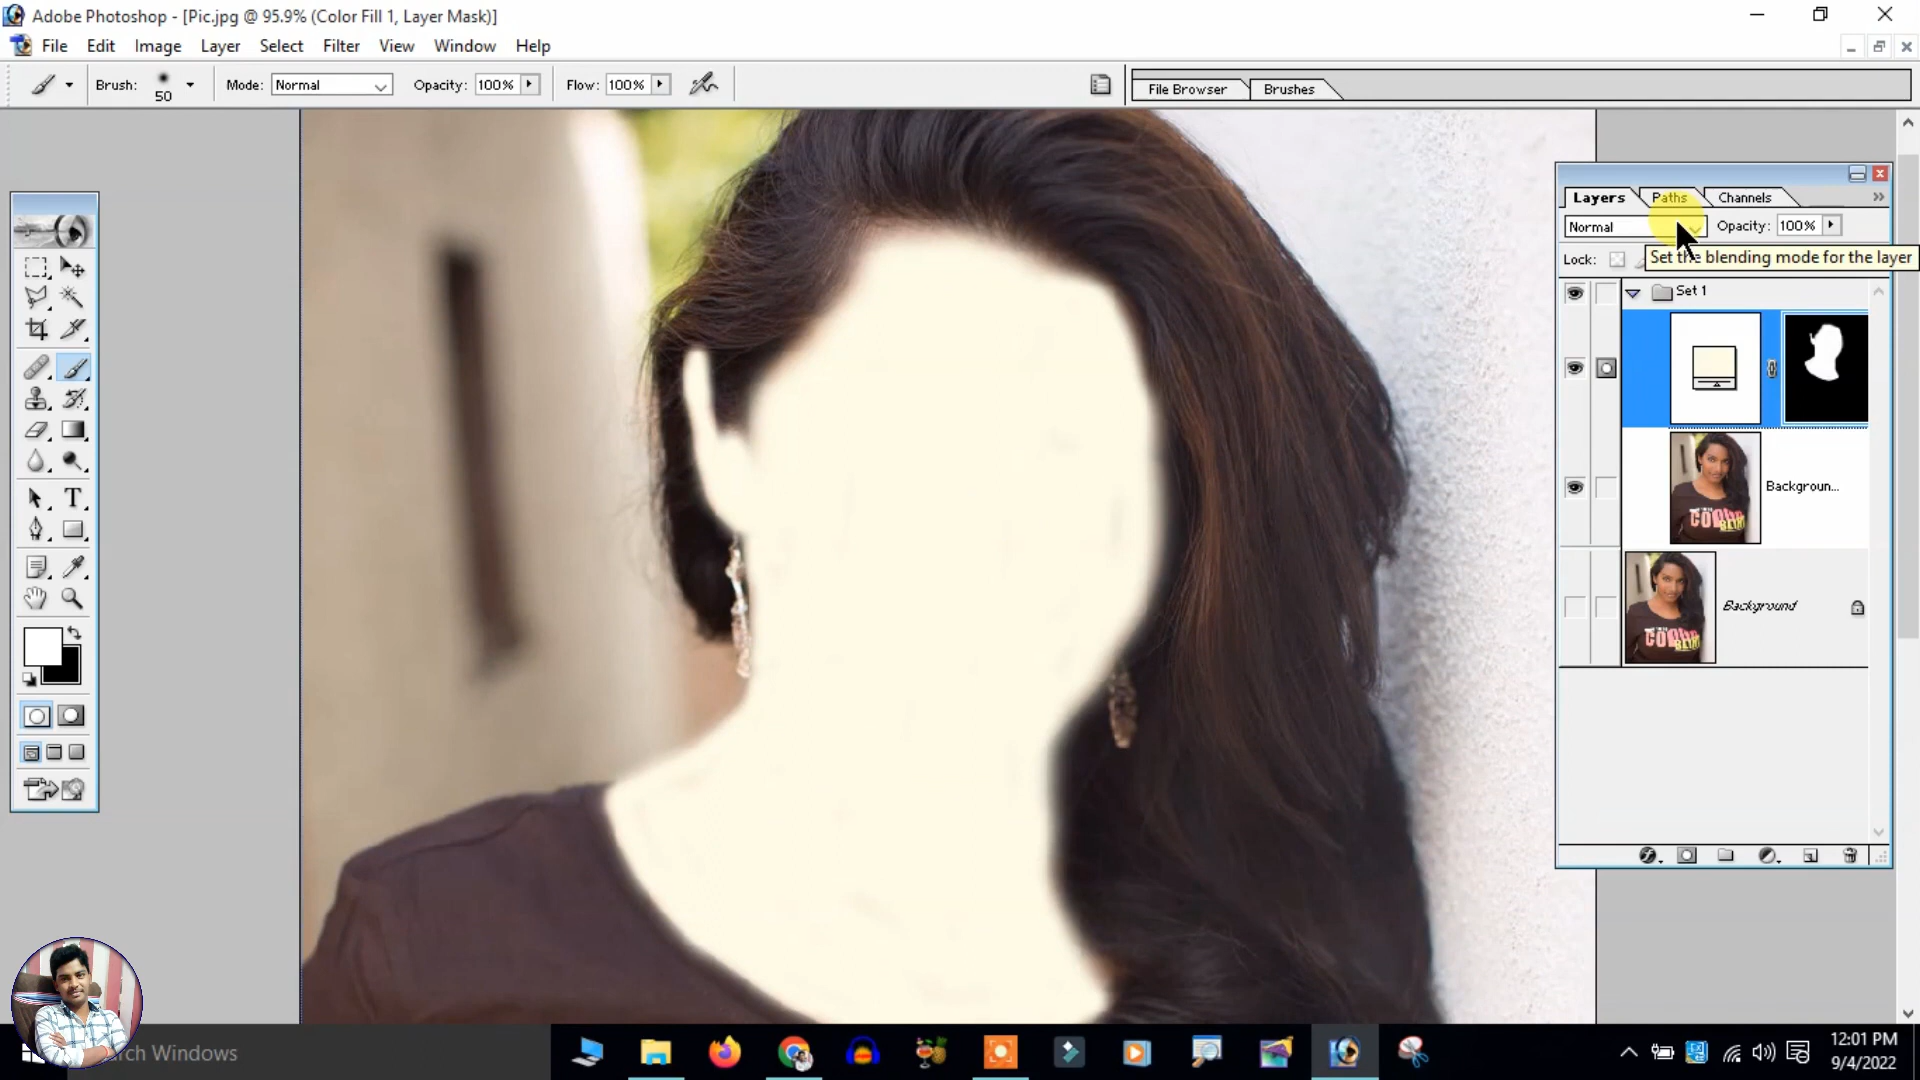 Adobe Photoshop - [Pic.jpg @ 95.9% (Color Fill 1, Layer Mask)]
File Edit Image Layer Select Filter View Window Help
Brush: 50 Mode: Normal Opacity: 100% Flow: 100% File Browser Brushes
Layers Paths Channels
Normal Opacity: 100%
Lock:
Set the blending mode for the layer
Set 1
Backgroun...
Background
T
arch Windows
12:01 PM
9/4/2022